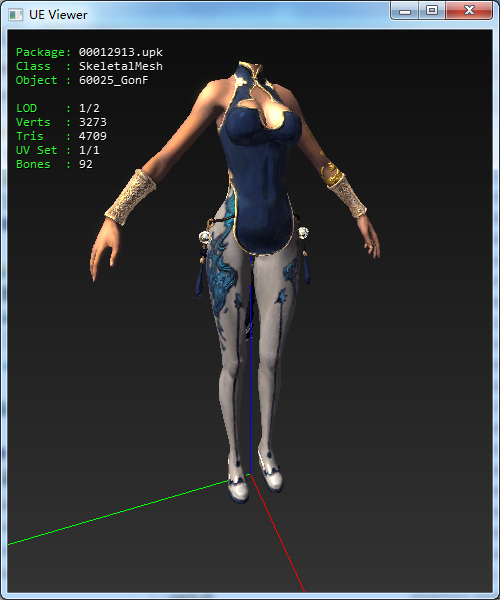 UE Viewer
Package: 00012913.upk
Class : SkeletalMesh
Object : 60025_GonF
LOD : 1/2
Verts : 3273
Tris : 4709
UV Set : 1/1
Bones : 92